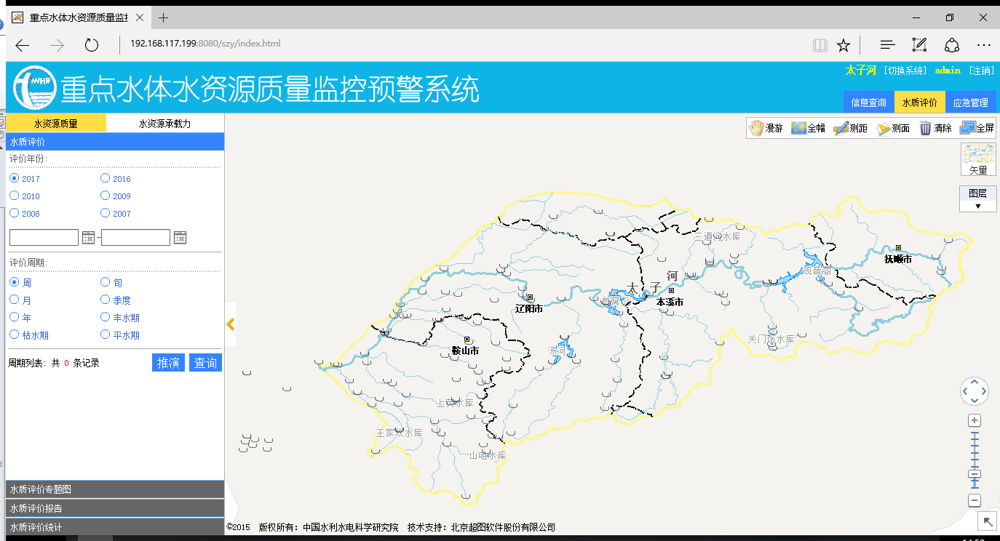 重点水体水资源质量监
192.168.117.199:8080/szy/index.html
太子河 [切换系统] admin [注销]
IWHR
重点水体水资源质量监控预警系统
信息查询 水质评价 应急管理
水资源质量 水资源承载力
漫游 全幅 测距 测面 清除 全屏
水质评价
评价年份:
2017 2016
2010 2009
2008 2007
-
评价周期:
周 旬
月 季度
年 丰水期
枯水期 平水期
周期列表: 共 0 条记录 推演 查询
水质评价专题图
水质评价报告
水质评价统计
矢量
图层
三道河水库
抚顺市
观音阁
太子河
本溪市
参窝
辽阳市
鞍山市
汤河
关门山水库
上英水库
王家坎水库
山咀水库
©2015 版权所有: 中国水利水电科学研究院 技术支持: 北京超图软件股份有限公司